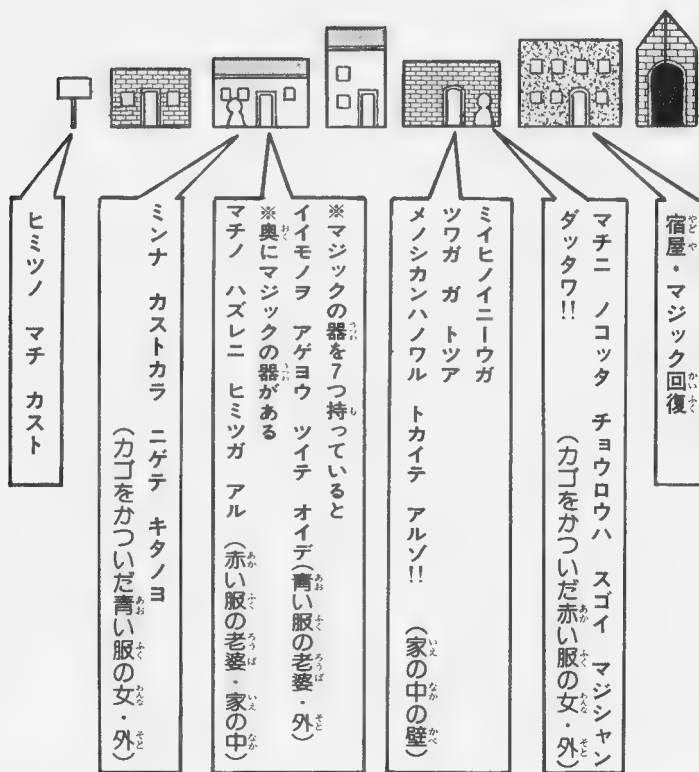 宿屋・マジック回復
マチニ ノコッタ チョウロウハ スゴイ マジシャン
ダッタワ!! (カゴをかついだ赤い服の女・外)
ミイヒノイニーウガ
ツワガ ガ トツア
メノシカンハノワル トカイテ アルゾ!! (家の中の壁)
※マジックの器を7つ持っていると
イイモノヲ アゲヨウ ツイテ オイデ(青い服の老婆・外)
※奥にマジックの器がある
マチノ ハズレニ ヒミツガ アル (赤い服の老婆・家の中)
ミンナ カストカラ ニゲテ キタノヨ
(カゴをかついだ青い服の女・外)
ヒミツノ マチ カスト